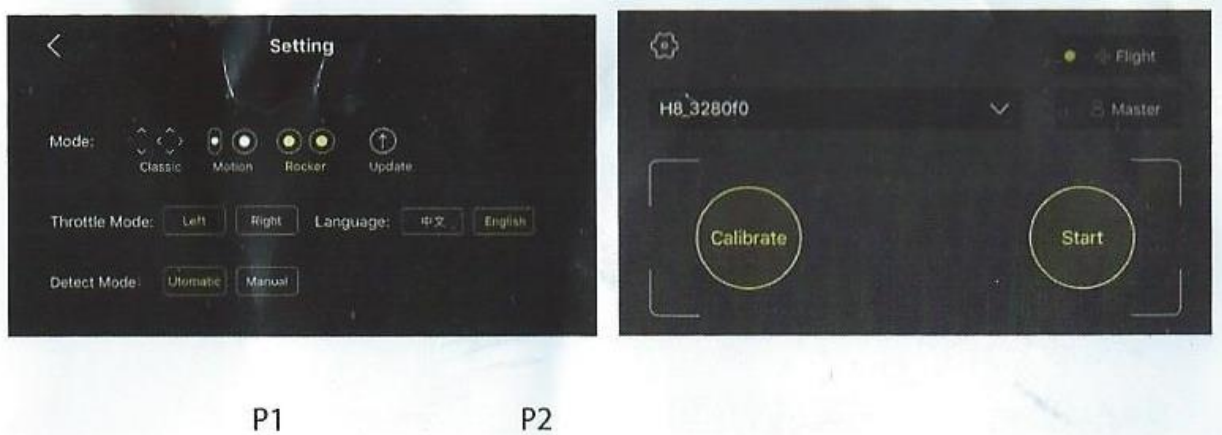 Setting
Mode:
Classic Motion Rocker Update
Throttle Mode: Left Right Language: 中文 English
Detect Mode: Utomatic Manual
Flight
H8_3280f0
Master
Calibrate Start
P1 P2